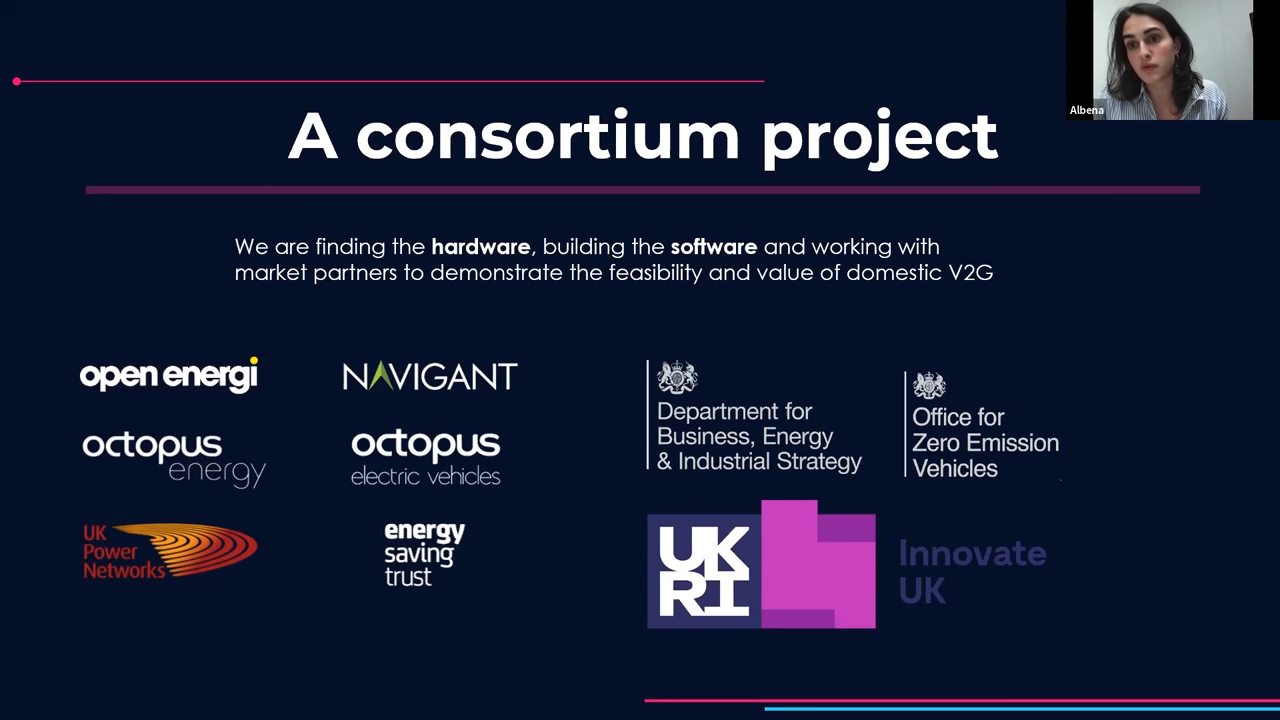 Albena
A consortium project
We are finding the hardware, building the software and working with
market partners to demonstrate the feasibility and value of domestic V2G
open energi
NAVIGANT
octopus
energy
octopus
electric vehicles
UK
Power
Networks
energy
saving
trust
Department for
Business, Energy
& Industrial Strategy
Office for
Zero Emission
Vehicles
UK
RI
Innovate
UK